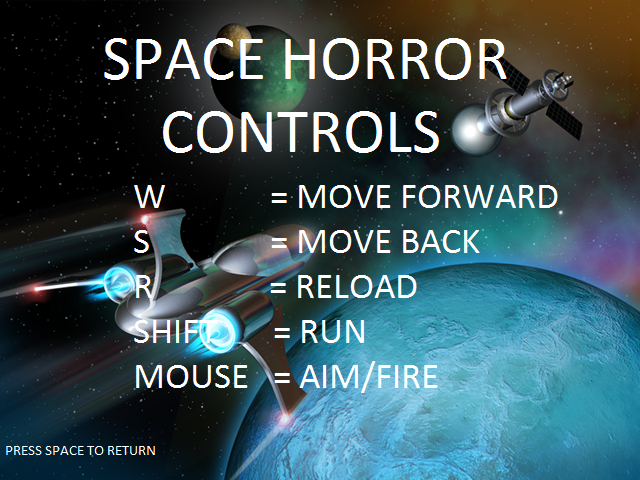 SPACE HORROR
CONTROLS
W = MOVE FORWARD
S = MOVE BACK
R = RELOAD
SHIFT = RUN
MOUSE = AIM/FIRE
PRESS SPACE TO RETURN